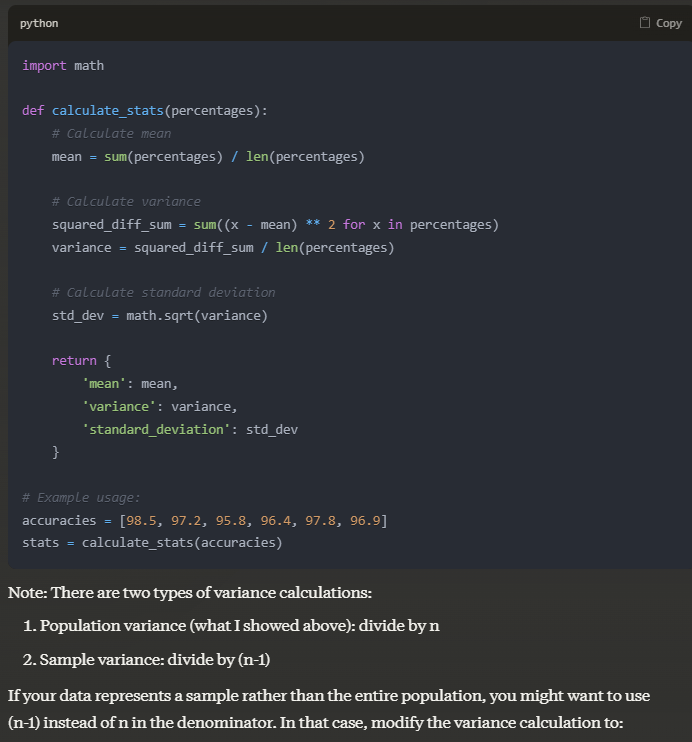 python
Copy
import math
def calculate_stats(percentages):
# Calculate mean
mean = sum(percentages) / len(percentages)
# Calculate variance
squared_diff_sum = sum((x - mean) ** 2 for x in percentages)
variance = squared_diff_sum / len(percentages)
# Calculate standard deviation
std_dev = math.sqrt(variance)
return {
'mean': mean,
'variance': variance,
'standard_deviation': std_dev
}
# Example usage:
accuracies = [98.5, 97.2, 95.8, 96.4, 97.8, 96.9]
stats = calculate_stats(accuracies)
Note: There are two types of variance calculations:
1. Population variance (what I showed above): divide by n
2. Sample variance: divide by (n-1)
If your data represents a sample rather than the entire population, you might want to use
(n-1) instead of n in the denominator. In that case, modify the variance calculation to: